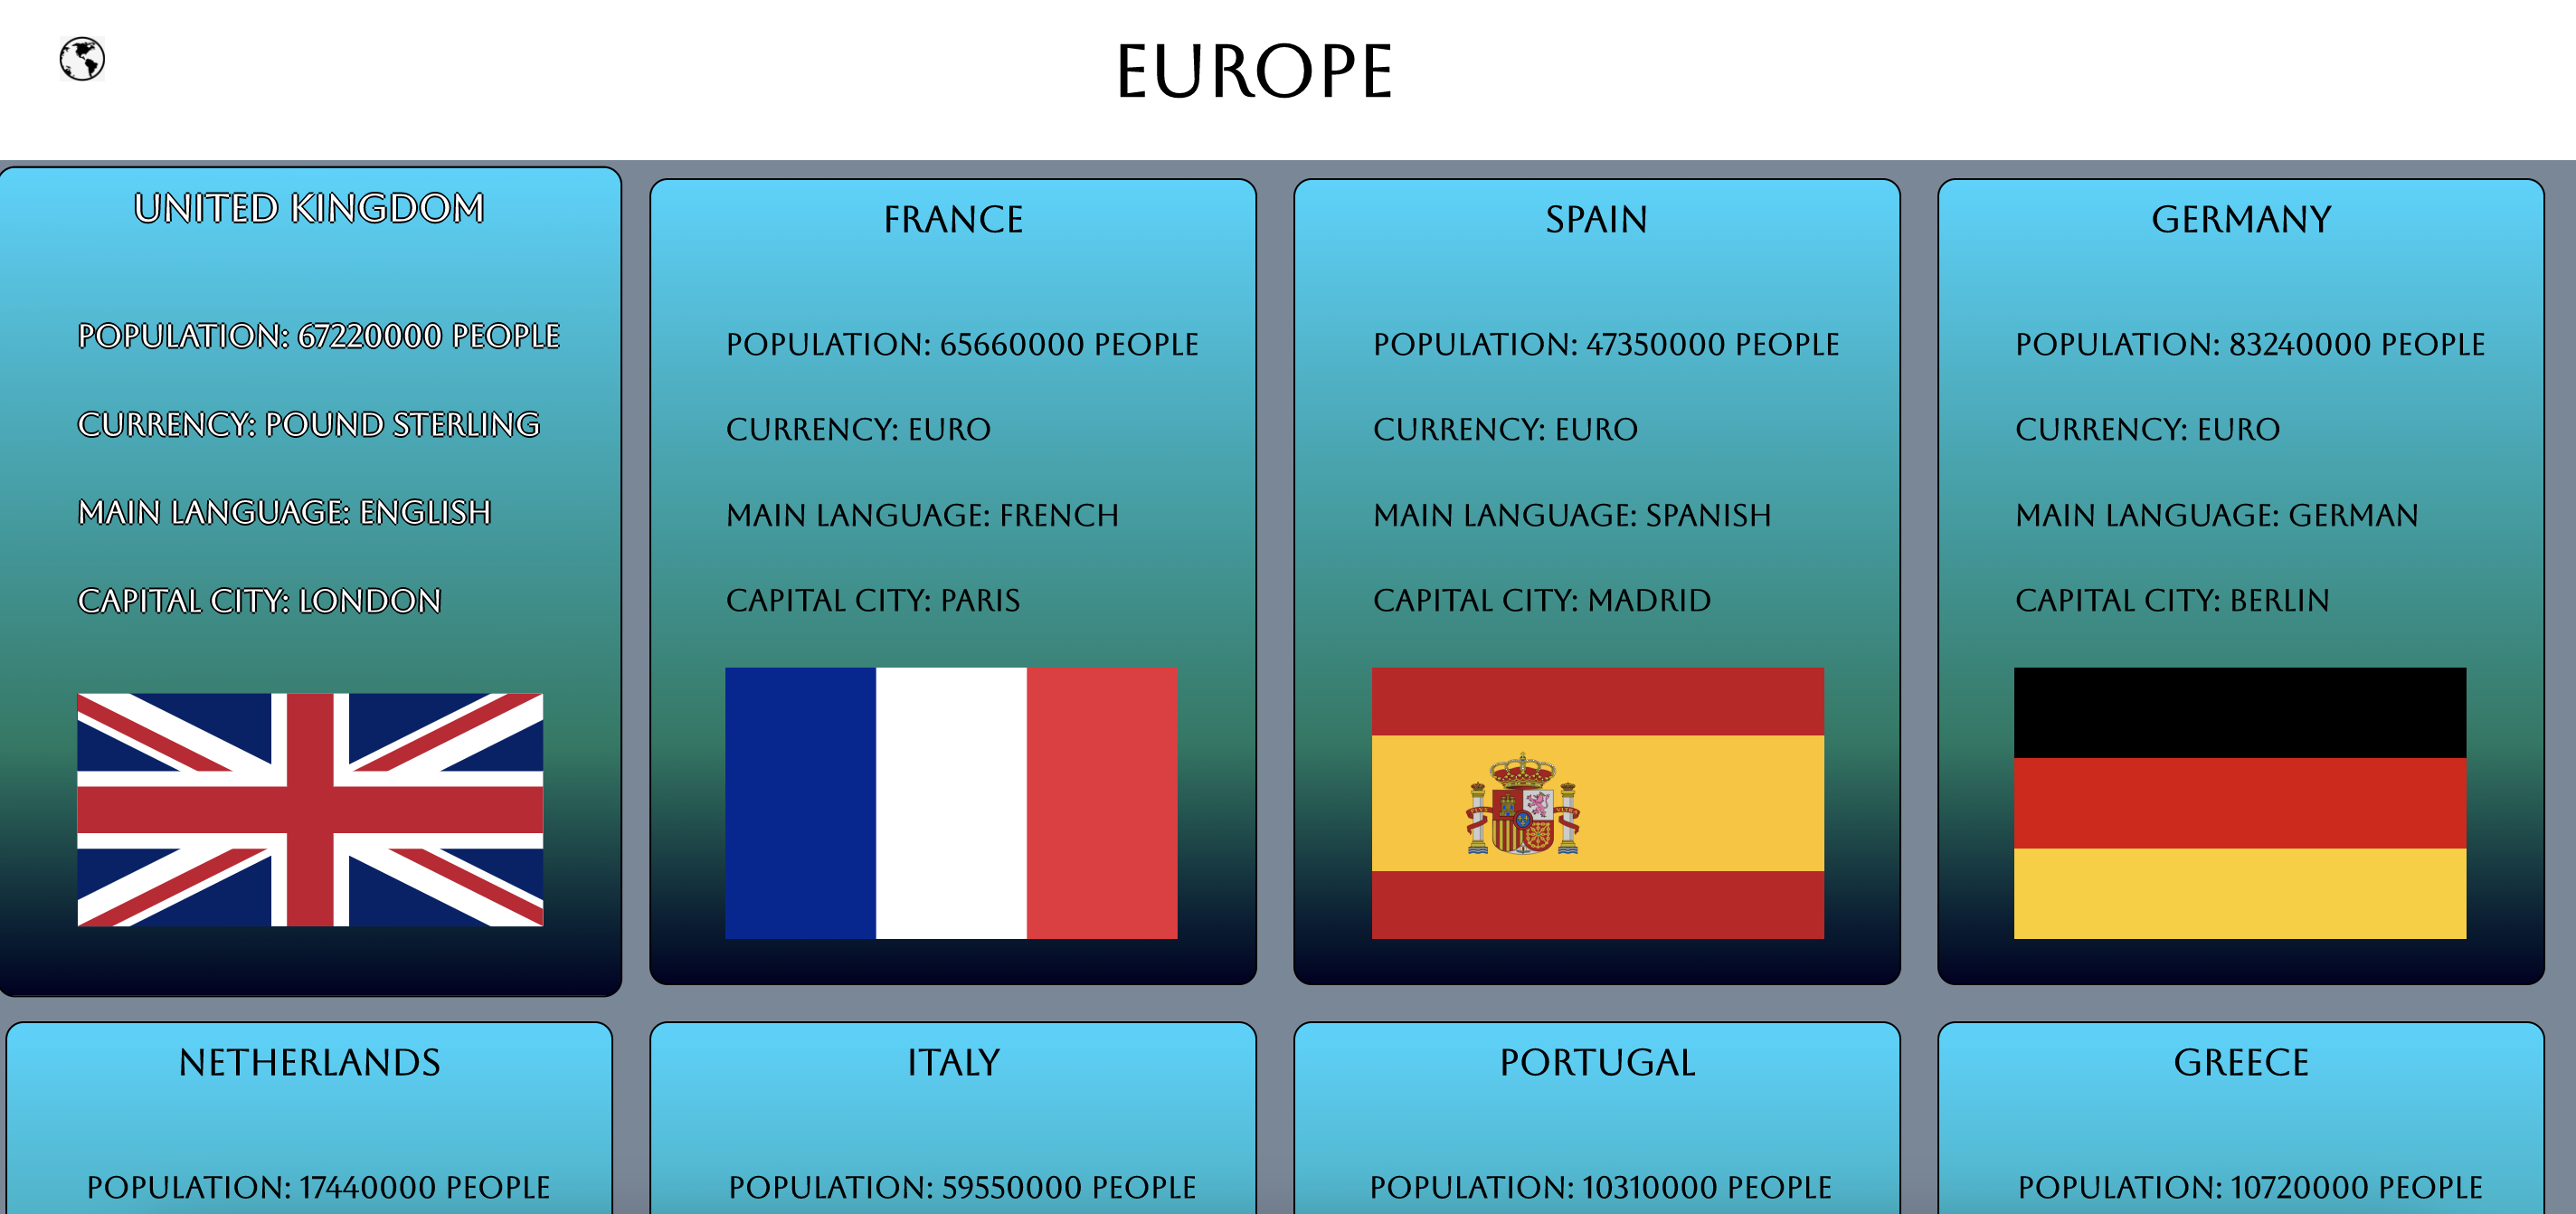 EUROPE
UNITED KINGDOM
POPULATION: 67220000 PEOPLE
CURRENCY: POUND STERLING
MAIN LANGUAGE: ENGLISH
CAPITAL CITY: LONDON
FRANCE
POPULATION: 65660000 PEOPLE
CURRENCY: EURO
MAIN LANGUAGE: FRENCH
CAPITAL CITY: PARIS
SPAIN
POPULATION: 47350000 PEOPLE
CURRENCY: EURO
MAIN LANGUAGE: SPANISH
CAPITAL CITY: MADRID
GERMANY
POPULATION: 83240000 PEOPLE
CURRENCY: EURO
MAIN LANGUAGE: GERMAN
CAPITAL CITY: BERLIN
NETHERLANDS
POPULATION: 17440000 PEOPLE
ITALY
POPULATION: 59550000 PEOPLE
PORTUGAL
POPULATION: 10310000 PEOPLE
GREECE
POPULATION: 10720000 PEOPLE